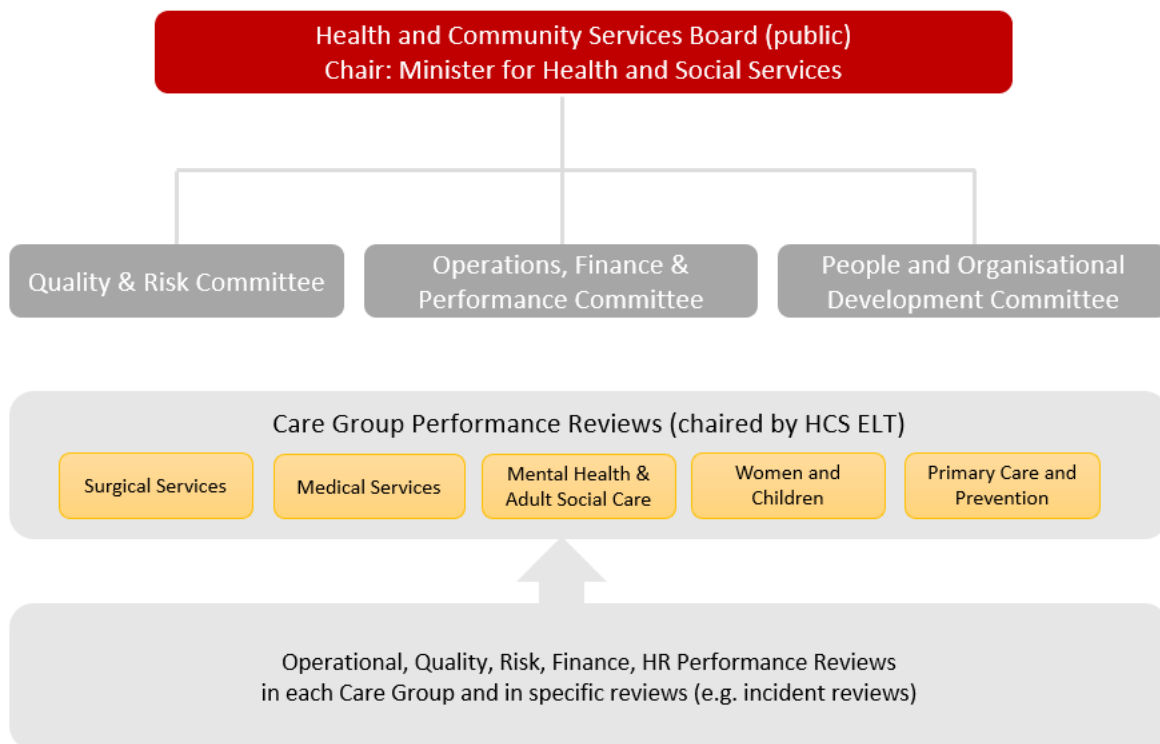 Health and Community Services Board (public)
Chair: Minister for Health and Social Services
Quality & Risk Committee
Operations, Finance &
Performance Committee
People and Organisational
Development Committee
Care Group Performance Reviews (chaired by HCS ELT)
Surgical Services
Medical Services
Mental Health &
Adult Social Care
Women and
Children
Primary Care and
Prevention
Operational, Quality, Risk, Finance, HR Performance Reviews
in each Care Group and in specific reviews (e.g. incident reviews)